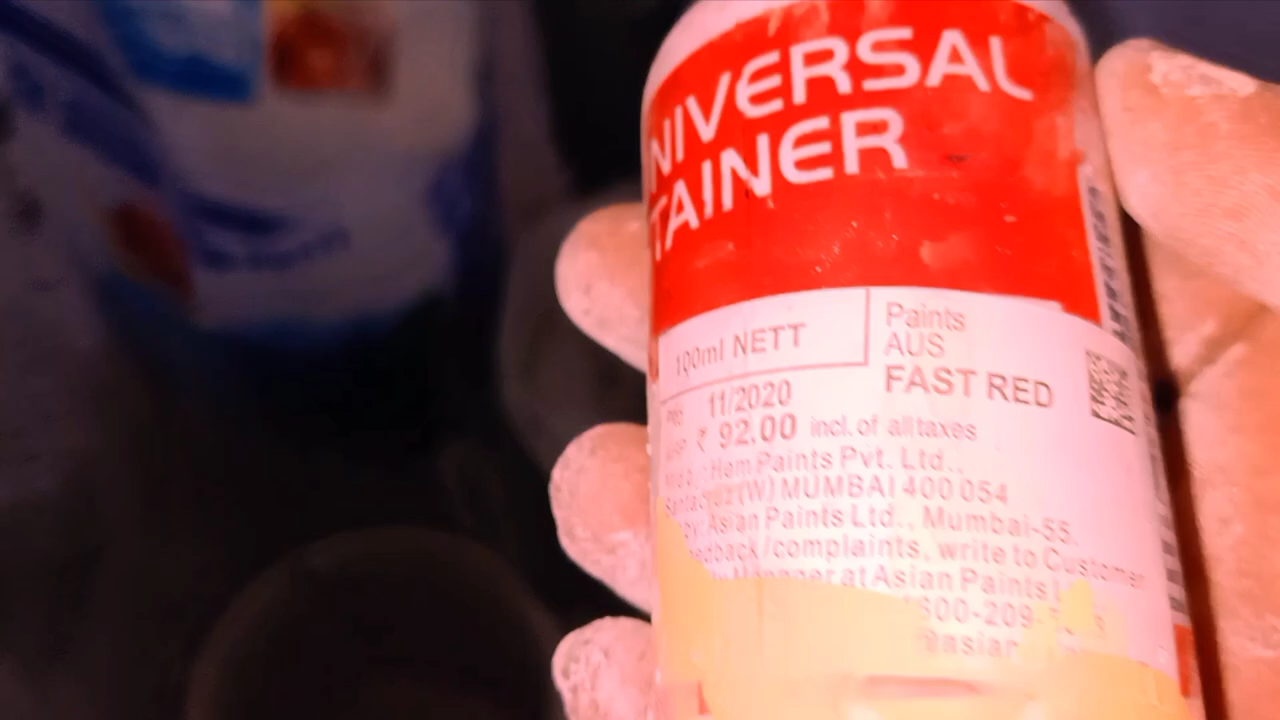 NIVERSAL
TAINER
100ml NETT
Paints
AUS
FAST RED
11/2020
₹ 92.00 incl. of all taxes
Hem Paints Pvt. Ltd.,
(W) MUMBAI 400 054
Asian Paints Ltd., Mumbai-55.
edback/complaints, write to Customer
at Asian Paints
00-209-
@asian